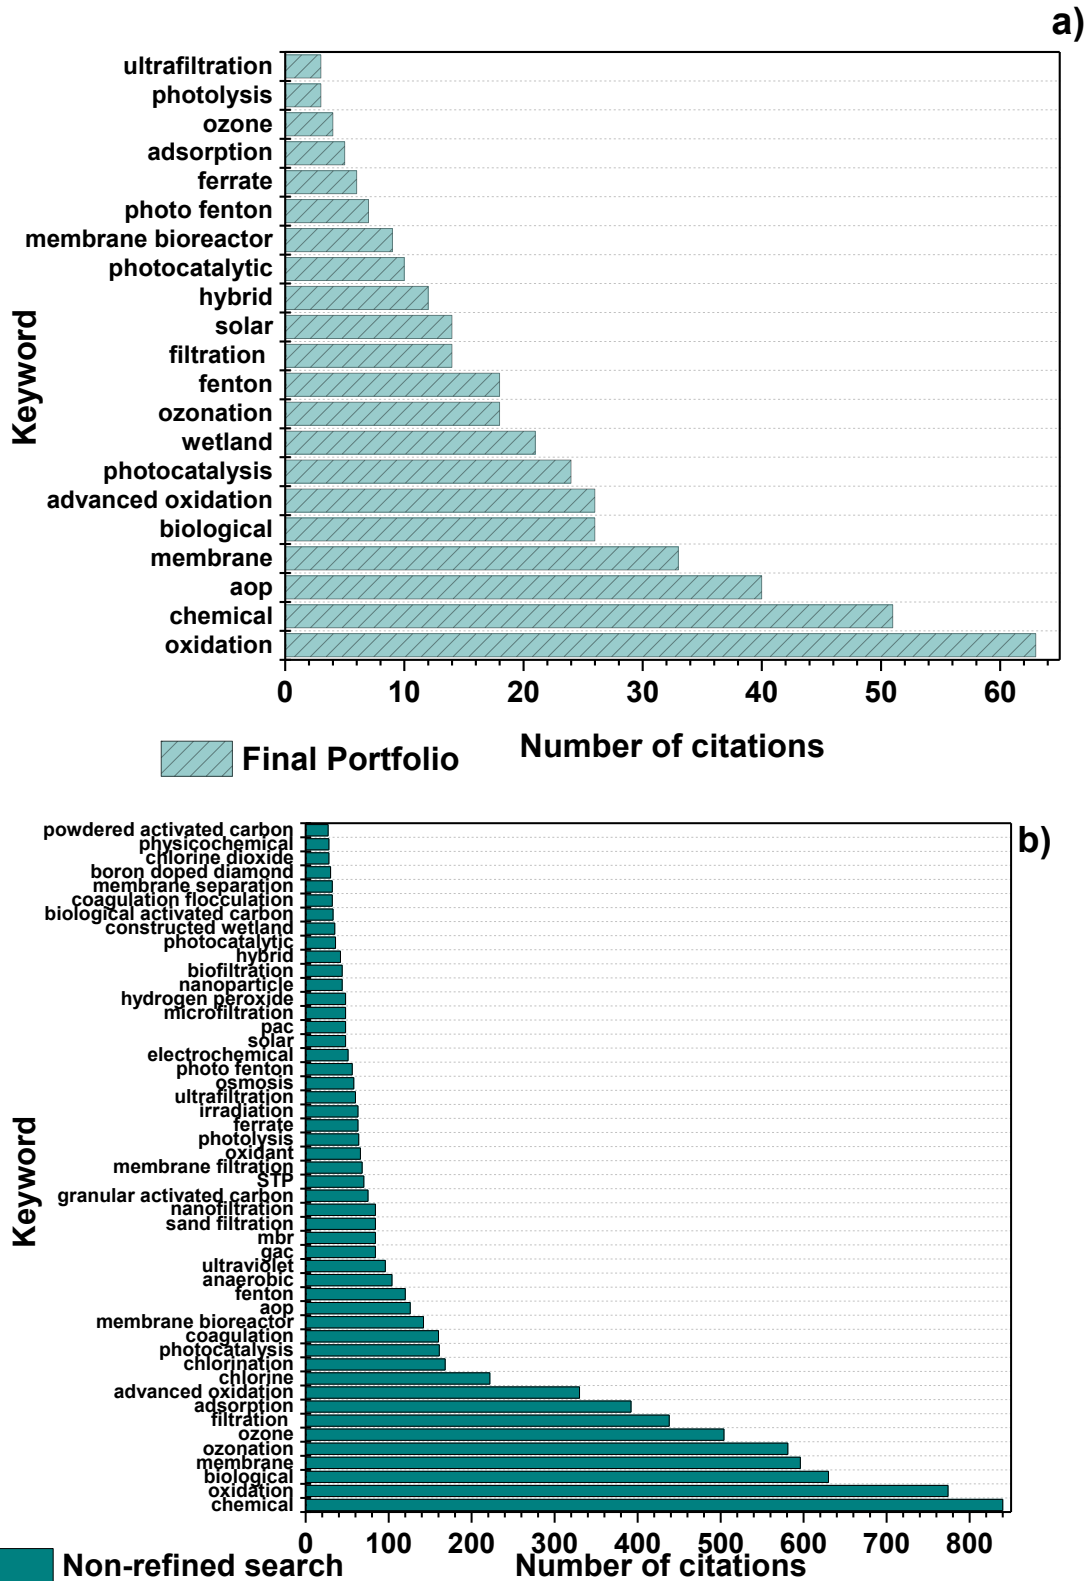 a)
ultrafiltration
photolysis
ozone
adsorption
ferrate
photo fenton
membrane bioreactor
photocatalytic
hybrid
solar
filtration
fenton
ozonation
wetland
photocatalysis
advanced oxidation
biological
membrane
aop
chemical
oxidation
Keyword
0 10 20 30 40 50 60
Number of citations
Final Portfolio
b)
powdered activated carbon
physicochemical
chlorine dioxide
boron doped diamond
membrane separation
coagulation flocculation
biological activated carbon
constructed wetland
photocatalytic
hybrid
biofiltration
nanoparticle
hydrogen peroxide
microfiltration
pac
solar
electrochemical
photo fenton
osmosis
ultrafiltration
irradiation
ferrate
photolysis
oxidant
membrane filtration
STP
granular activated carbon
nanofiltration
sand filtration
mbr
gac
ultraviolet
anaerobic
fenton
aop
membrane bioreactor
coagulation
photocatalysis
chlorination
chlorine
advanced oxidation
adsorption
filtration
ozone
ozonation
membrane
biological
oxidation
chemical
Keyword
0 100 200 300 400 500 600 700 800
Non-refined search
Number of citations